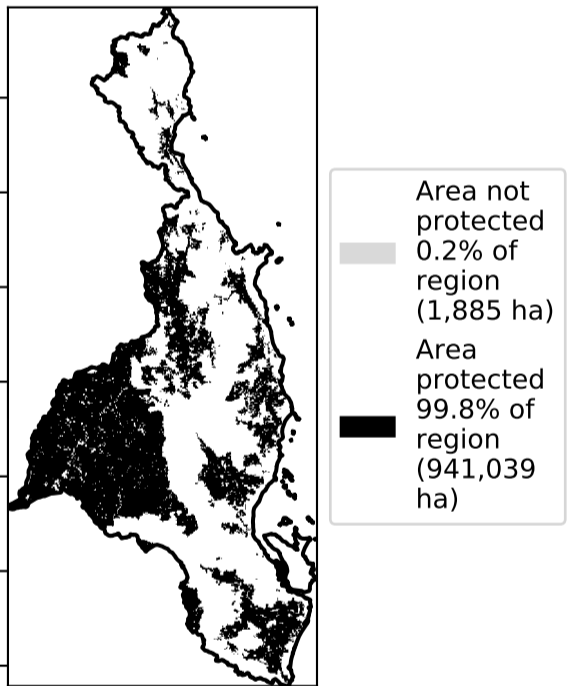 Area not
protected
0.2% of
region
(1,885 ha)
Area
protected
99.8% of
region
(941,039
ha)